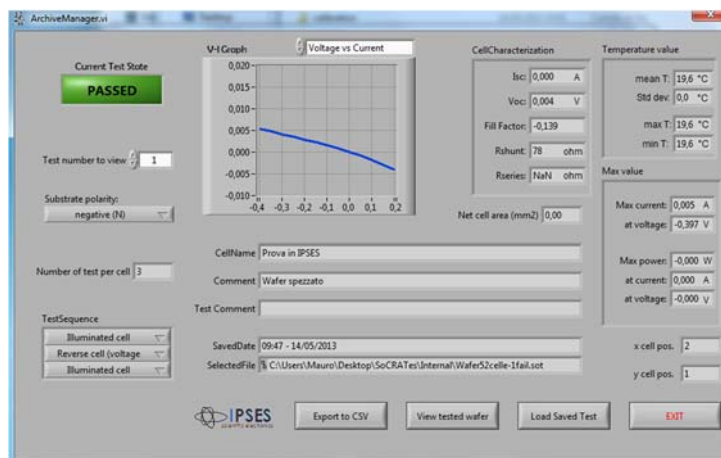 ArchiveManager.vi
Current Test State
PASSED
Test number to view 1
Substrate polarity:
negative (N)
Number of test per cell 3
TestSequence
Illuminated cell
Reverse cell (voltage
Illuminated cell
V-I Graph Voltage vs Current
0,020
0,015
0,010
0,005
0,000
-0,005
-0,010
-0,4 -0,3 -0,2 -0,1 0,0 0,1 0,2
CellCharacterization
Isc: 0,000 A
Voc: 0,004 V
Fill Factor: -0,139
Rshunt: 78 ohm
Rseries: NaN ohm
Net cell area (mm2) 0,00
Temperature value
mean T: 19,6 °C
Std dev: 0,0 °C
max T: 19,6 °C
min T: 19,6 °C
Max value
Max current: 0,005 A
at voltage: -0,397 V
Max power: -0,000 W
at current: 0,000 A
at voltage: -0,000 V
CellName Prova in IPSES
Comment Wafer spezzato
Test Comment
SavedDate 09:47 - 14/05/2013
SelectedFile C:\Users\Mauro\Desktop\SoCRATes\Internal\Wafer52celle-1fail.sot
x cell pos. 2
y cell pos. 1
IPSES
scientific electronics
Export to CSV
View tested wafer
Load Saved Test
EXIT